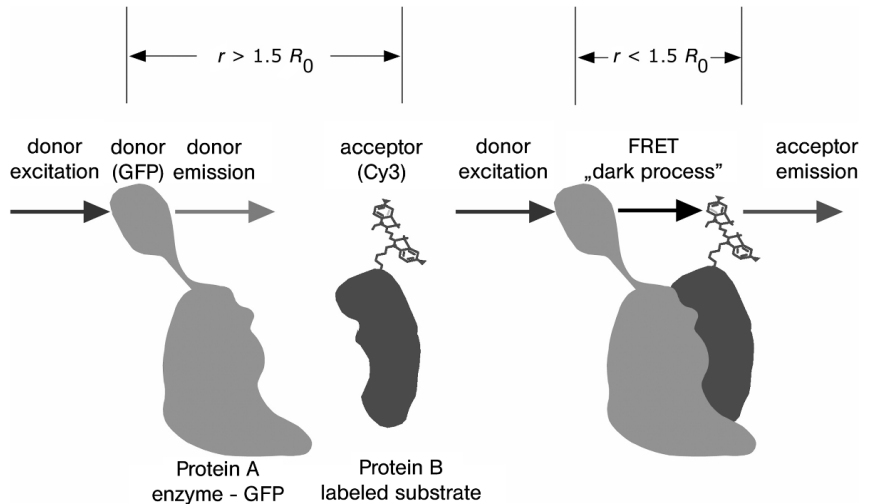 r > 1.5 R0
r < 1.5 R0
donor
excitation
donor
(GFP)
donor
emission
acceptor
(Cy3)
donor
excitation
FRET
„dark process”
acceptor
emission
Protein A
enzyme - GFP
Protein B
labeled substrate